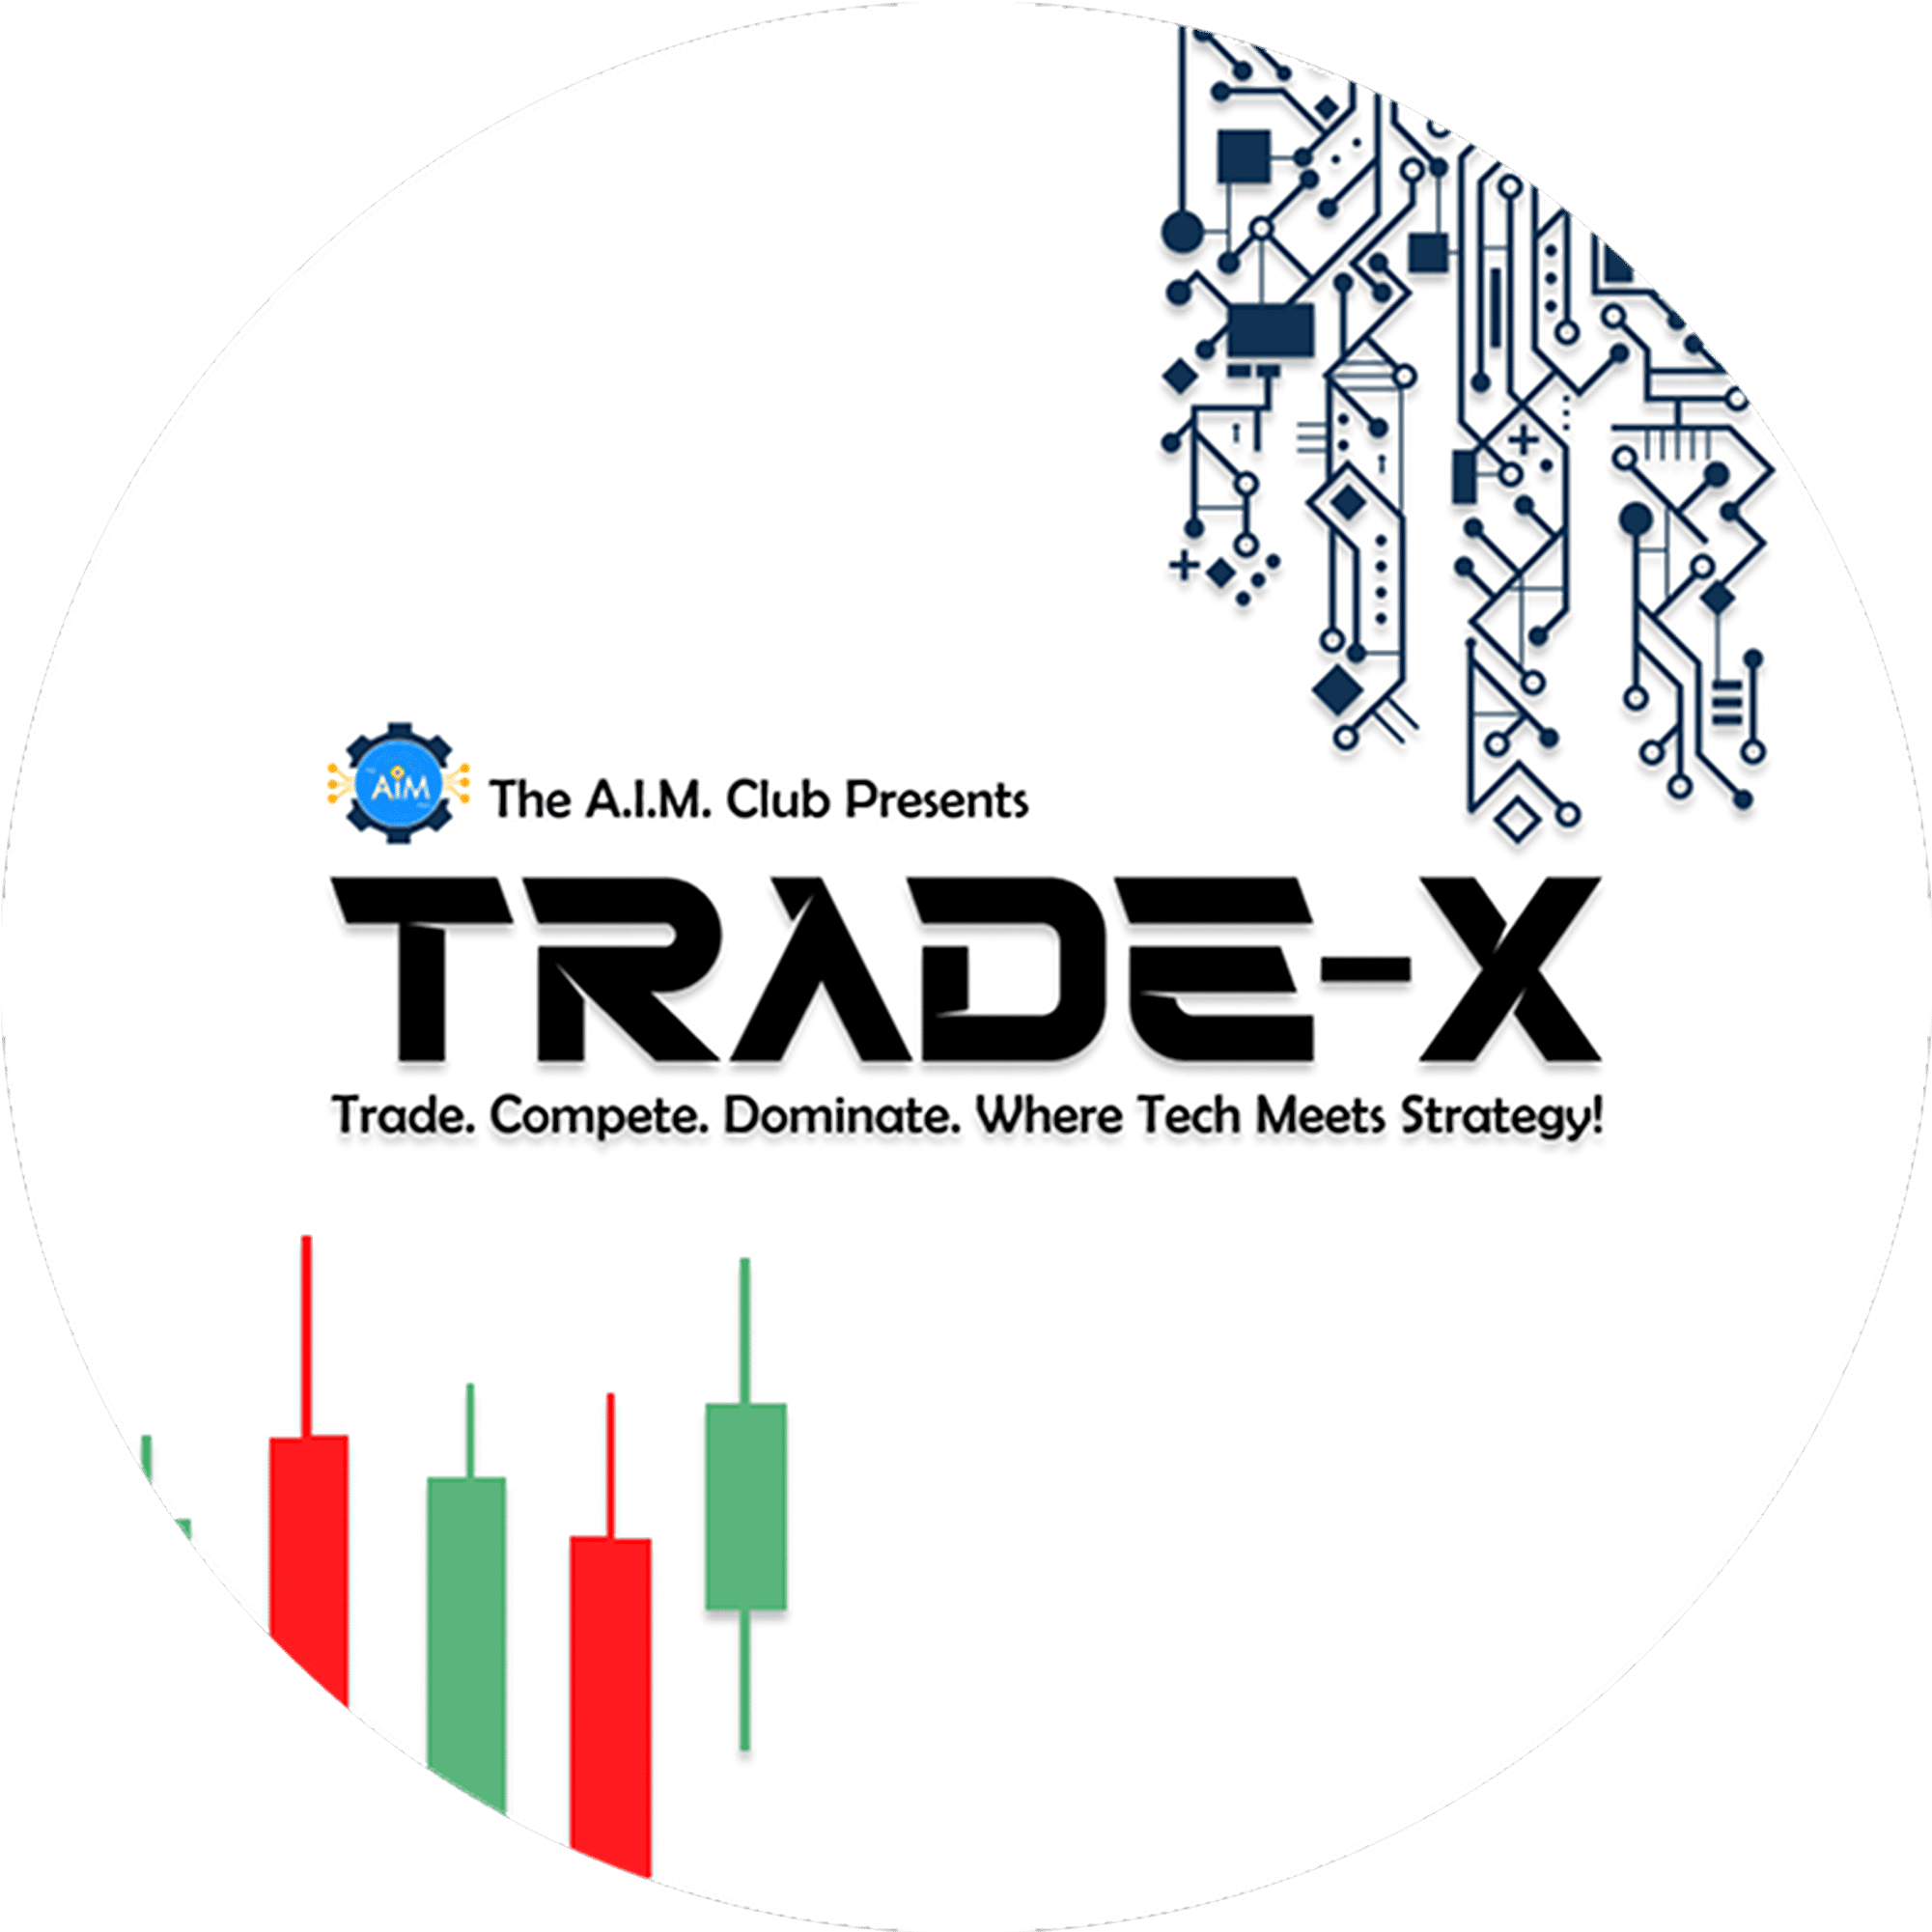 AiM
The A.I.M. Club Presents
TRADE-X
Trade. Compete. Dominate. Where Tech Meets Strategy!